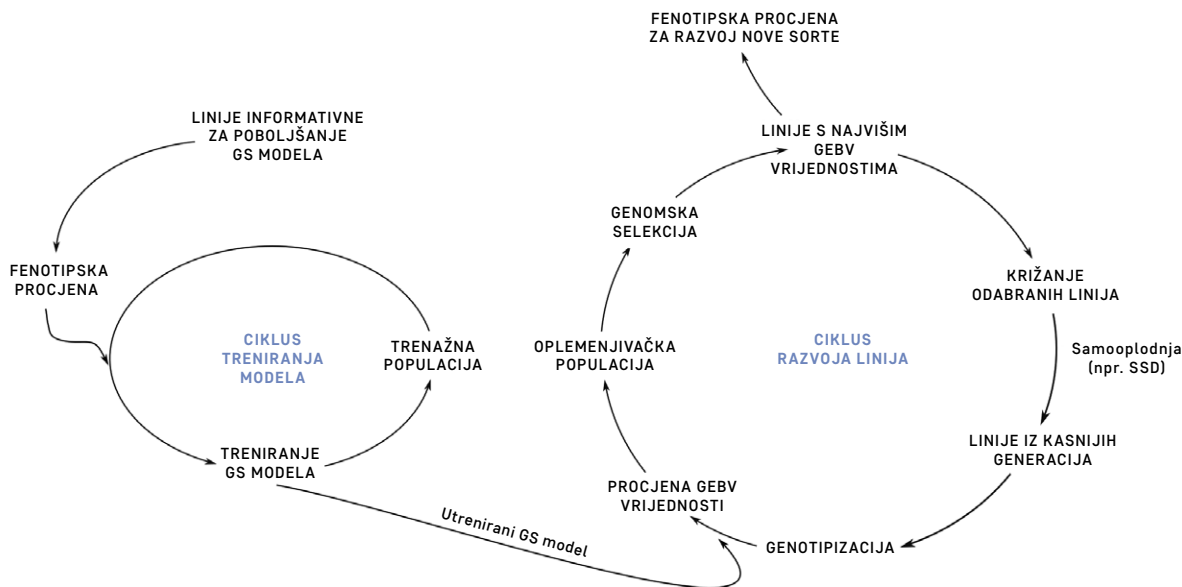 FENOTIPSKA PROCJENA
ZA RAZVOJ NOVE SORTE
LINIJE INFORMATIVNE
ZA POBOLJŠANJE
GS MODELA
LINIJE S NAJVIŠIM
GEBV
VRIJEDNOSTIMA
GENOMSKA
SELEKCIJA
FENOTIPSKA
PROCJENA
KRIŽANJE
ODABRANIH LINIJA
CIKLUS
TRENIRANJA
MODELA
TRENAŽNA
POPULACIJA
OPLEMENJIVAČKA
POPULACIJA
CIKLUS
RAZVOJA LINIJA
Samooplodnja
(npr. SSD)
TRENIRANJE
GS MODELA
LINIJE IZ KASNIJIH
GENERACIJA
PROCJENA GEBV
VRIJEDNOSTI
Utrenirani GS model
GENOTIPIZACIJA